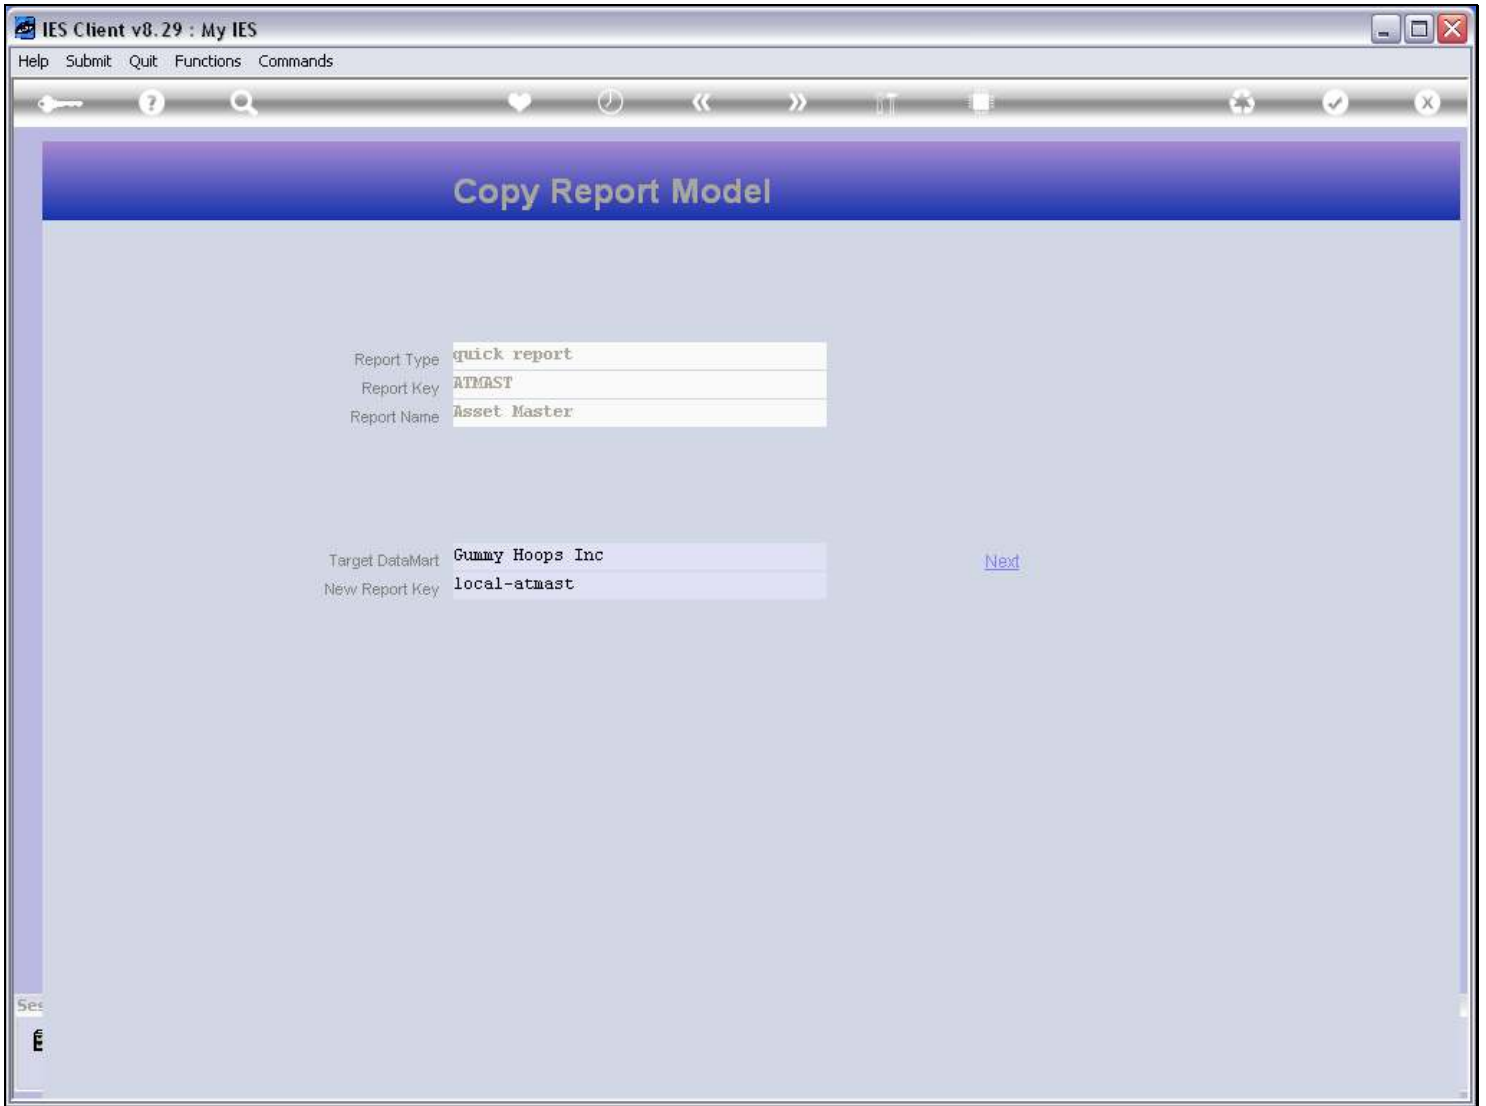 IES Client v8.29 : My IES
Help Submit Quit Functions Commands
Copy Report Model
Report Type quick report
Report Key ATMAST
Report Name Asset Master
Target DataMart Gummy Hoops Inc
Next
New Report Key local-atmast
Ses